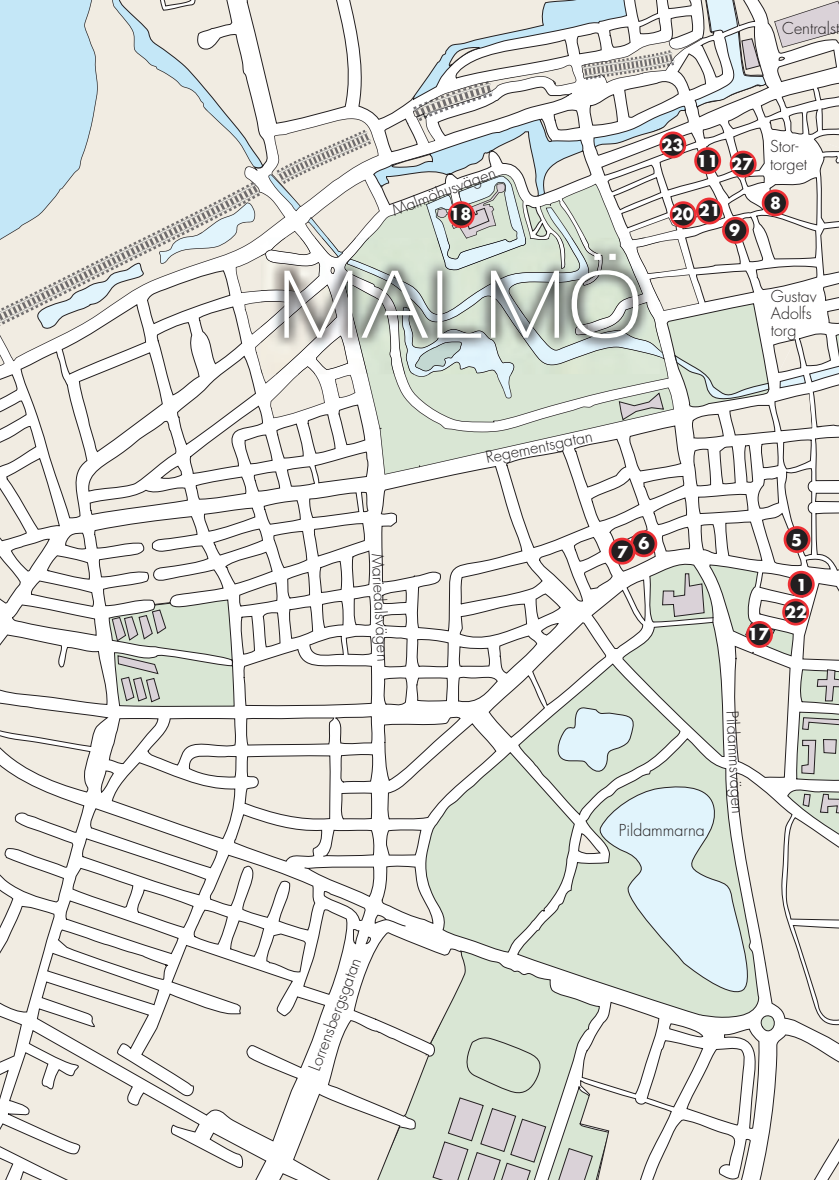 Centralst
23
11
27
Stor-
torget
Malmöhusvägen
18
20
21
8
9
MALMÖ
Gustav
Adolfs
torg
Regementsgatan
7
6
5
1
22
17
Mariedalsvägen
Pildammsvägen
Pildammarna
Lorrensbergsgatan